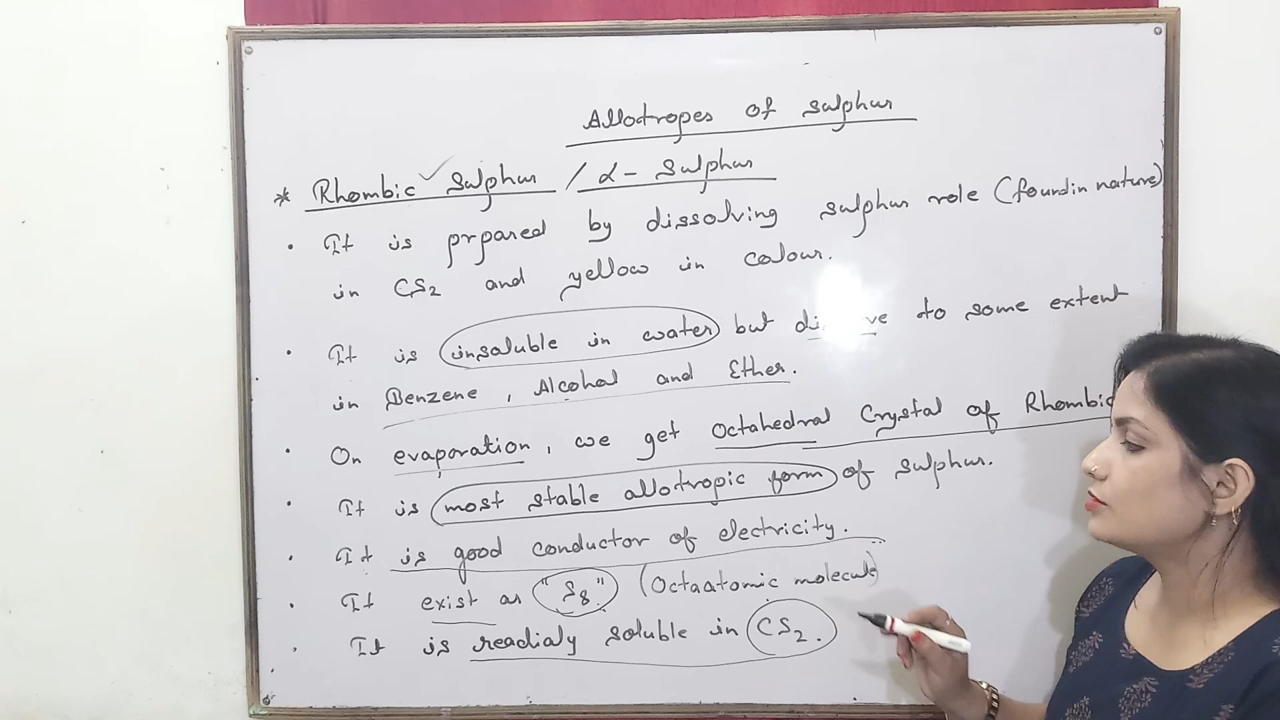 Allotropes of sulphur
* Rhombic Sulphur / α - Sulphur
• It is prpared by dissolving sulphur role (found in nature)
in CS2 and yellow in colour.
• It is insoluble in water but to some extent
in Benzene, Alcohol and Ether.
• On evaporation, we get Octahedral Crystal of Rhombic
• It is most stable allotropic form of sulphur.
• It is good conductor of electricity.
• It exist as "S8" (Octaatomic molecule)
• It is readialy soluble in CS2.